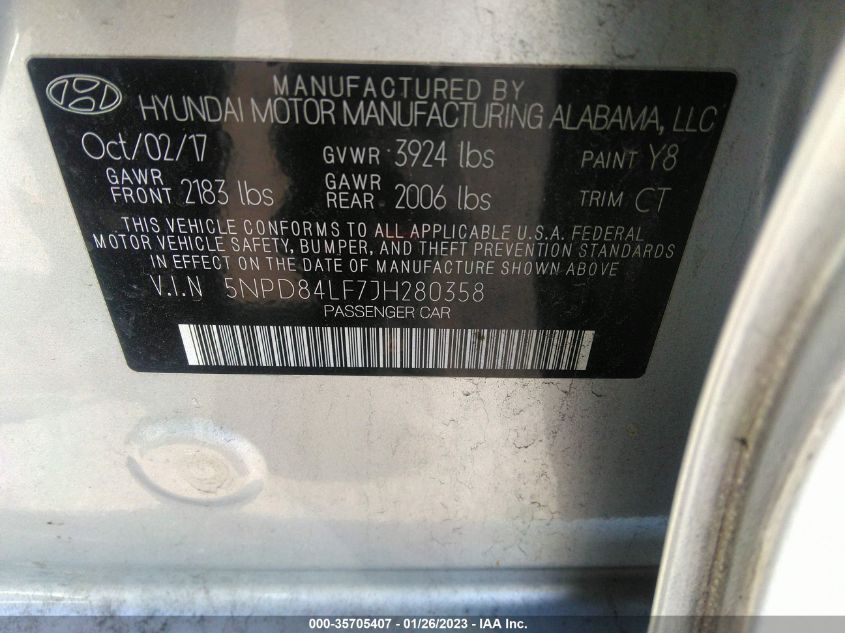 MANUFACTURED BY
HYUNDAI MOTOR MANUFACTURING ALABAMA, LLC
Oct/02/17 GVWR 3924 lbs PAINT Y8
GAWR FRONT 2183 lbs GAWR REAR 2006 lbs TRIM CT
THIS VEHICLE CONFORMS TO ALL APPLICABLE U.S.A. FEDERAL
MOTOR VEHICLE SAFETY, BUMPER, AND THEFT PREVENTION STANDARDS
IN EFFECT ON THE DATE OF MANUFACTURE SHOWN ABOVE
V.I.N 5NPD84LF7JH280358
PASSENGER CAR
000-35705407 - 01/26/2023 - IAA Inc.